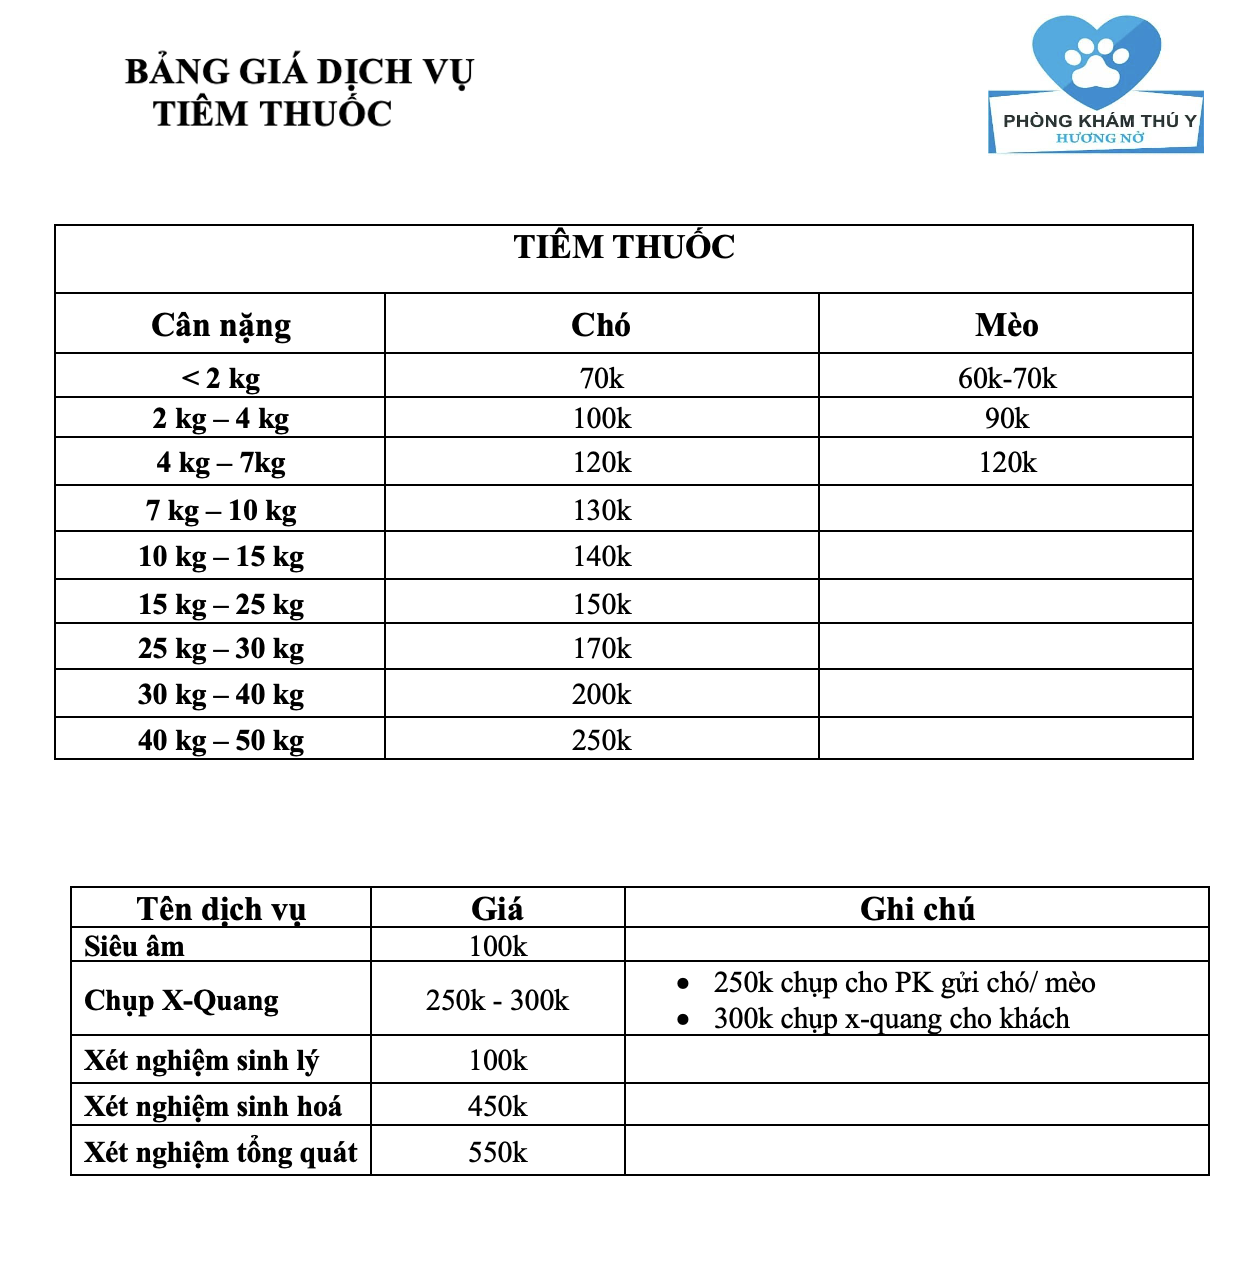 BẢNG GIÁ DỊCH VỤ
TIÊM THUỐC
PHÒNG KHÁM THÚ Y
HƯƠNG NỞ
TIÊM THUỐC
Cân nặng Chó Mèo
< 2 kg 70k 60k-70k
2 kg – 4 kg 100k 90k
4 kg – 7kg 120k 120k
7 kg – 10 kg 130k
10 kg – 15 kg 140k
15 kg – 25 kg 150k
25 kg – 30 kg 170k
30 kg – 40 kg 200k
40 kg – 50 kg 250k
Tên dịch vụ Giá Ghi chú
Siêu âm 100k
Chụp X-Quang 250k - 300k
• 250k chụp cho PK gửi chó/ mèo
• 300k chụp x-quang cho khách
Xét nghiệm sinh lý 100k
Xét nghiệm sinh hoá 450k
Xét nghiệm tổng quát 550k